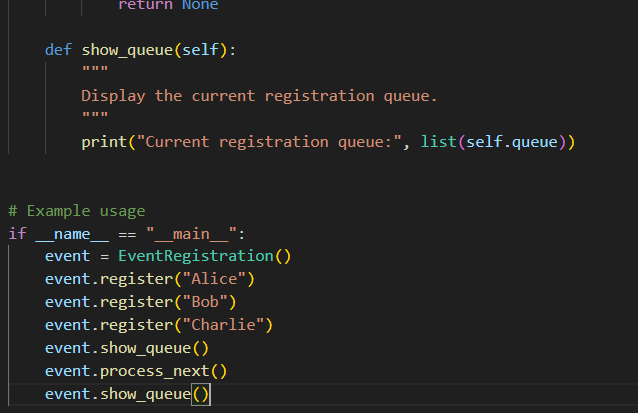 return None

    def show_queue(self):
        """
        Display the current registration queue.
        """
        print("Current registration queue:", list(self.queue))


# Example usage
if __name__ == "__main__":
    event = EventRegistration()
    event.register("Alice")
    event.register("Bob")
    event.register("Charlie")
    event.show_queue()
    event.process_next()
    event.show_queue()